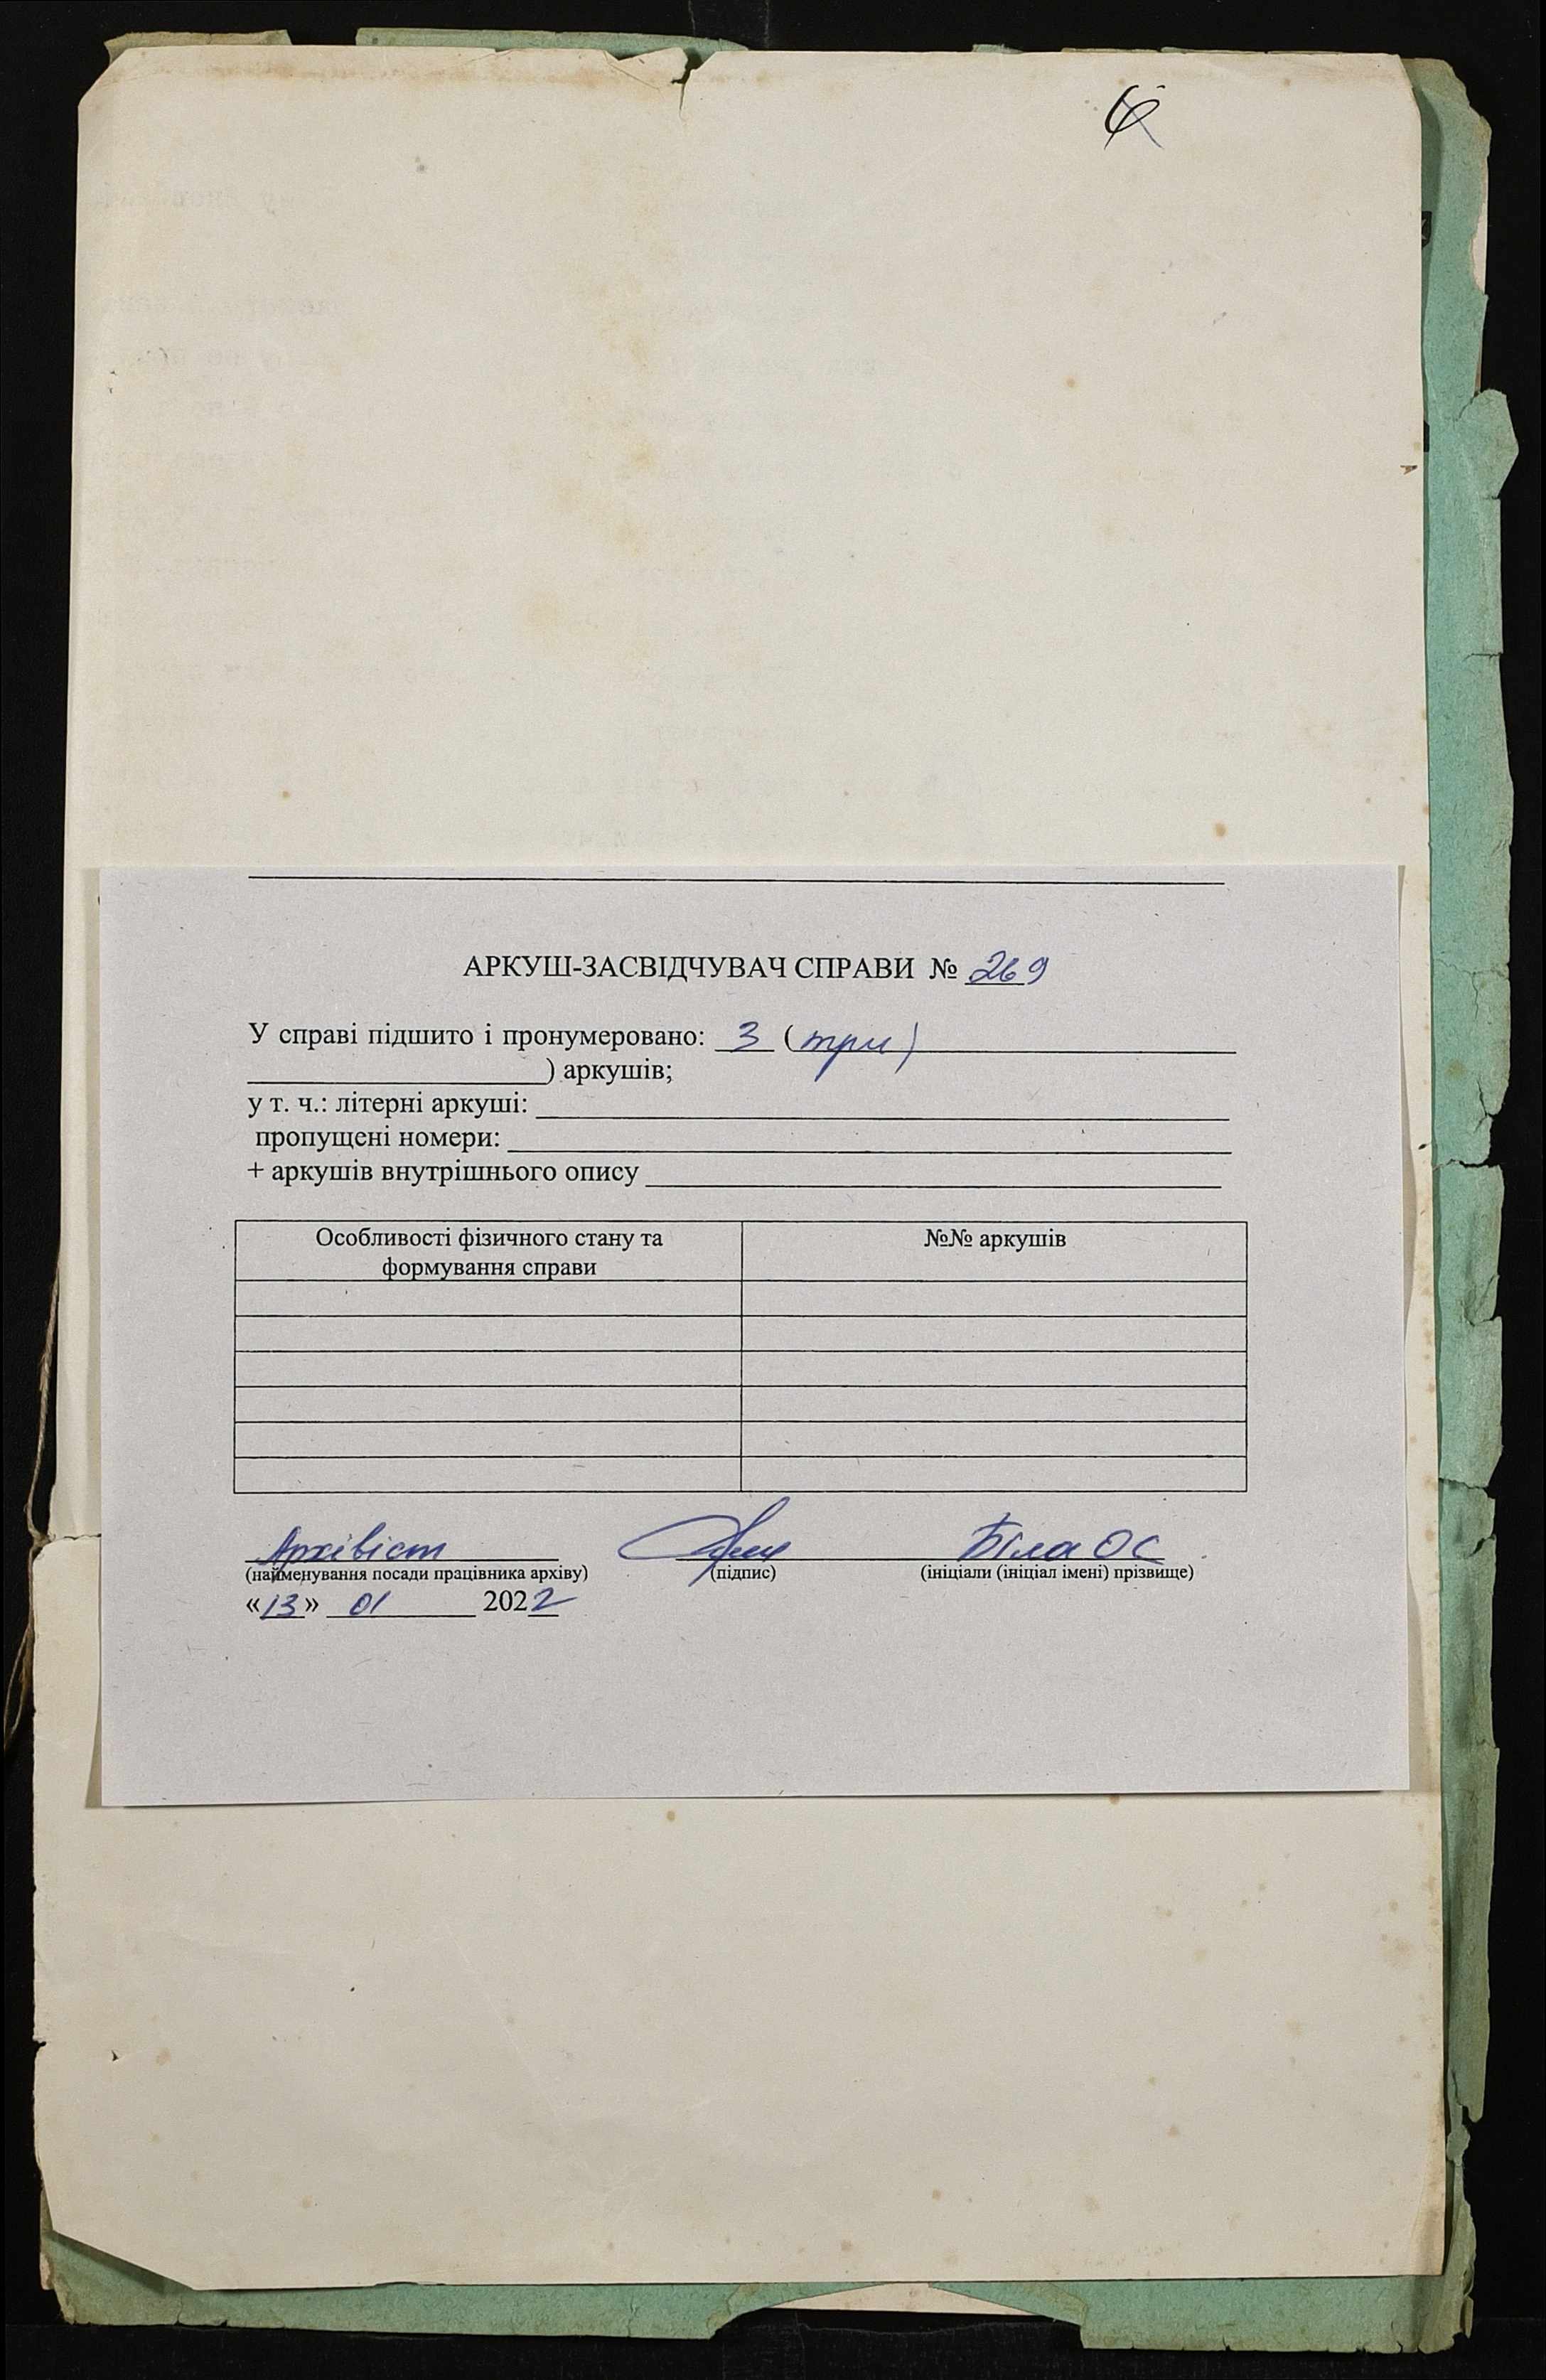 АРКУШ-ЗАСВІДЧУВАЧ СПРАВИ № 269
У справі підшито і пронумеровано: 3 (три)
) аркушів;
у т. ч.: літерні аркуші:
пропущені номери:
+ аркушів внутрішнього опису
Особливості фізичного стану та
формування справи
№№ аркушів
Архівіст Біла ОС
(найменування посади працівника архіву) (підпис) (ініціали (ініціал імені) прізвище)
«13» 01 2022